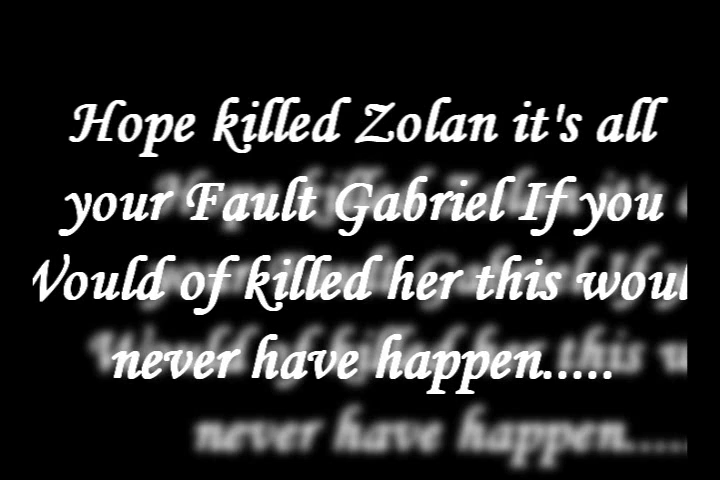 Hope killed Zolan it's all
your Fault Gabriel If you
Would of killed her this woul
never have happen.....